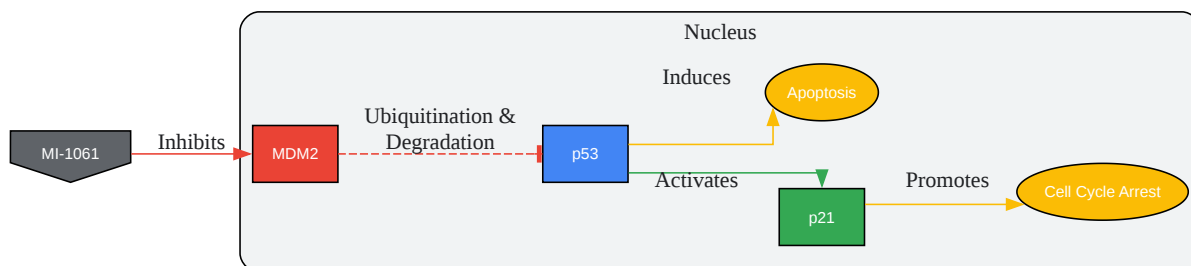 Nucleus
Induces
Apoptosis
Ubiquitination &
Degradation
MI-1061
Inhibits
MDM2
p53
Activates
Promotes
Cell Cycle Arrest
p21